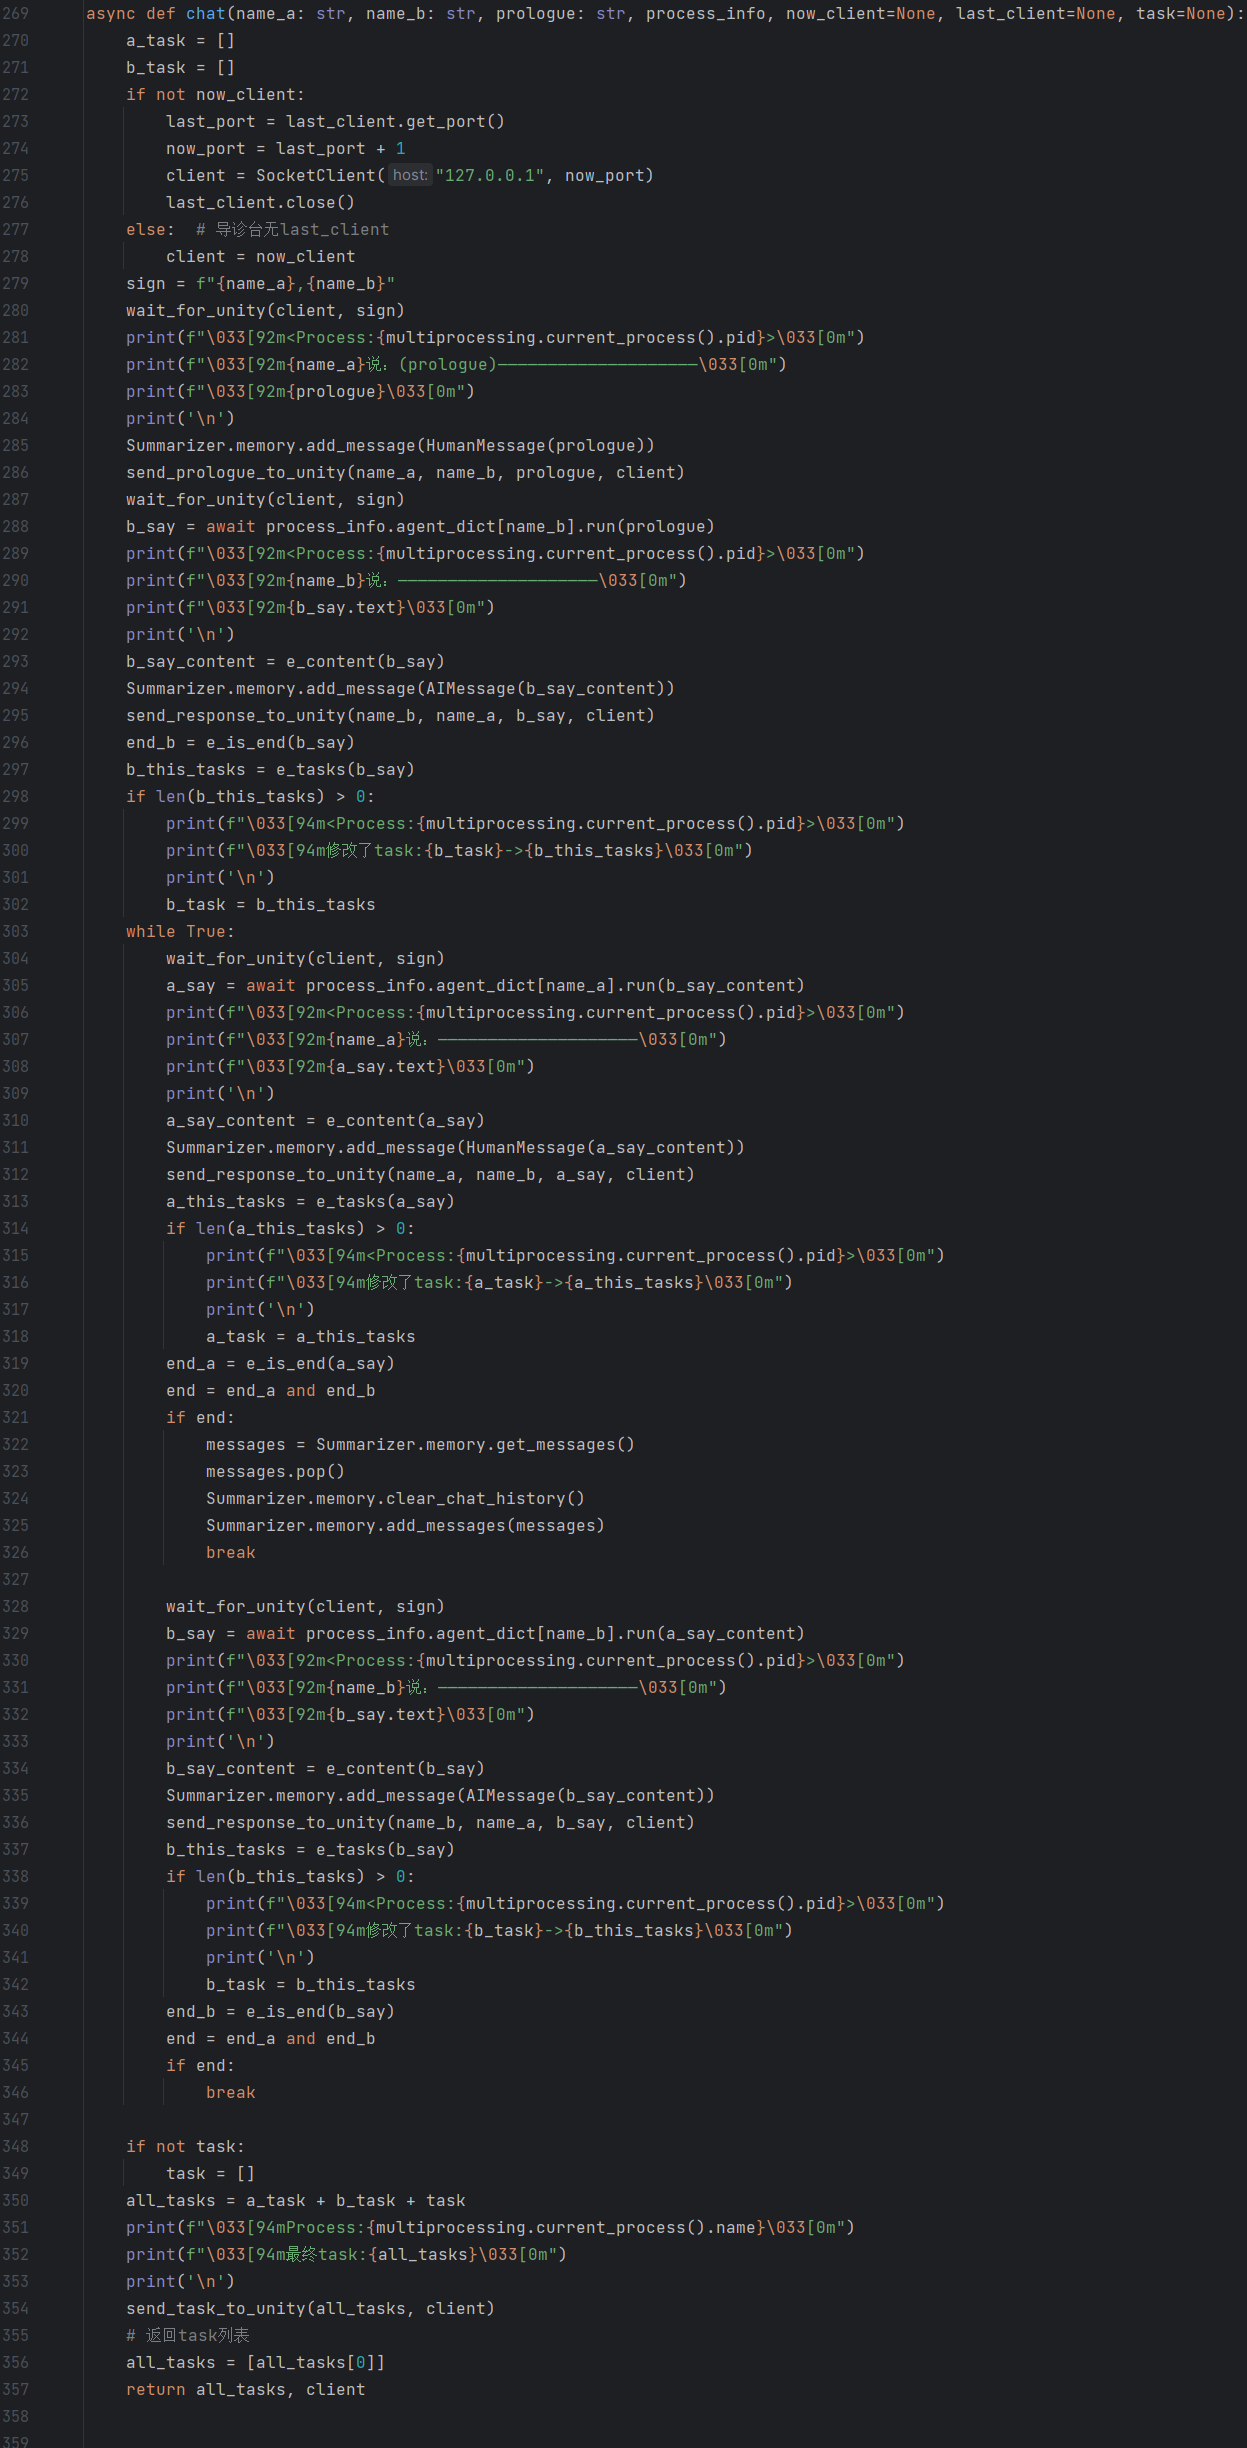 269 async def chat(name_a: str, name_b: str, prologue: str, process_info, now_client=None, last_client=None, task=None):
270     a_task = []
271     b_task = []
272     if not now_client:
273         last_port = last_client.get_port()
274         now_port = last_port + 1
275         client = SocketClient( host: "127.0.0.1", now_port)
276         last_client.close()
277     else:  # 导诊台无last_client
278         client = now_client
279     sign = f"{name_a},{name_b}"
280     wait_for_unity(client, sign)
281     print(f"\033[92m<Process:{multiprocessing.current_process().pid}>\033[0m")
282     print(f"\033[92m{name_a}说：(prologue)————————————————————\033[0m")
283     print(f"\033[92m{prologue}\033[0m")
284     print('\n')
285     Summarizer.memory.add_message(HumanMessage(prologue))
286     send_prologue_to_unity(name_a, name_b, prologue, client)
287     wait_for_unity(client, sign)
288     b_say = await process_info.agent_dict[name_b].run(prologue)
289     print(f"\033[92m<Process:{multiprocessing.current_process().pid}>\033[0m")
290     print(f"\033[92m{name_b}说：————————————————————\033[0m")
291     print(f"\033[92m{b_say.text}\033[0m")
292     print('\n')
293     b_say_content = e_content(b_say)
294     Summarizer.memory.add_message(AIMessage(b_say_content))
295     send_response_to_unity(name_b, name_a, b_say, client)
296     end_b = e_is_end(b_say)
297     b_this_tasks = e_tasks(b_say)
298     if len(b_this_tasks) > 0:
299         print(f"\033[94m<Process:{multiprocessing.current_process().pid}>\033[0m")
300         print(f"\033[94m修改了task:{b_task}->{b_this_tasks}\033[0m")
301         print('\n')
302         b_task = b_this_tasks
303     while True:
304         wait_for_unity(client, sign)
305         a_say = await process_info.agent_dict[name_a].run(b_say_content)
306         print(f"\033[92m<Process:{multiprocessing.current_process().pid}>\033[0m")
307         print(f"\033[92m{name_a}说：————————————————————\033[0m")
308         print(f"\033[92m{a_say.text}\033[0m")
309         print('\n')
310         a_say_content = e_content(a_say)
311         Summarizer.memory.add_message(HumanMessage(a_say_content))
312         send_response_to_unity(name_a, name_b, a_say, client)
313         a_this_tasks = e_tasks(a_say)
314         if len(a_this_tasks) > 0:
315             print(f"\033[94m<Process:{multiprocessing.current_process().pid}>\033[0m")
316             print(f"\033[94m修改了task:{a_task}->{a_this_tasks}\033[0m")
317             print('\n')
318             a_task = a_this_tasks
319         end_a = e_is_end(a_say)
320         end = end_a and end_b
321         if end:
322             messages = Summarizer.memory.get_messages()
323             messages.pop()
324             Summarizer.memory.clear_chat_history()
325             Summarizer.memory.add_messages(messages)
326             break
327
328         wait_for_unity(client, sign)
329         b_say = await process_info.agent_dict[name_b].run(a_say_content)
330         print(f"\033[92m<Process:{multiprocessing.current_process().pid}>\033[0m")
331         print(f"\033[92m{name_b}说：————————————————————\033[0m")
332         print(f"\033[92m{b_say.text}\033[0m")
333         print('\n')
334         b_say_content = e_content(b_say)
335         Summarizer.memory.add_message(AIMessage(b_say_content))
336         send_response_to_unity(name_b, name_a, b_say, client)
337         b_this_tasks = e_tasks(b_say)
338         if len(b_this_tasks) > 0:
339             print(f"\033[94m<Process:{multiprocessing.current_process().pid}>\033[0m")
340             print(f"\033[94m修改了task:{b_task}->{b_this_tasks}\033[0m")
341             print('\n')
342             b_task = b_this_tasks
343         end_b = e_is_end(b_say)
344         end = end_a and end_b
345         if end:
346             break
347
348     if not task:
349         task = []
350     all_tasks = a_task + b_task + task
351     print(f"\033[94mProcess:{multiprocessing.current_process().name}\033[0m")
352     print(f"\033[94m最终task:{all_tasks}\033[0m")
353     print('\n')
354     send_task_to_unity(all_tasks, client)
355     # 返回task列表
356     all_tasks = [all_tasks[0]]
357     return all_tasks, client
358
359